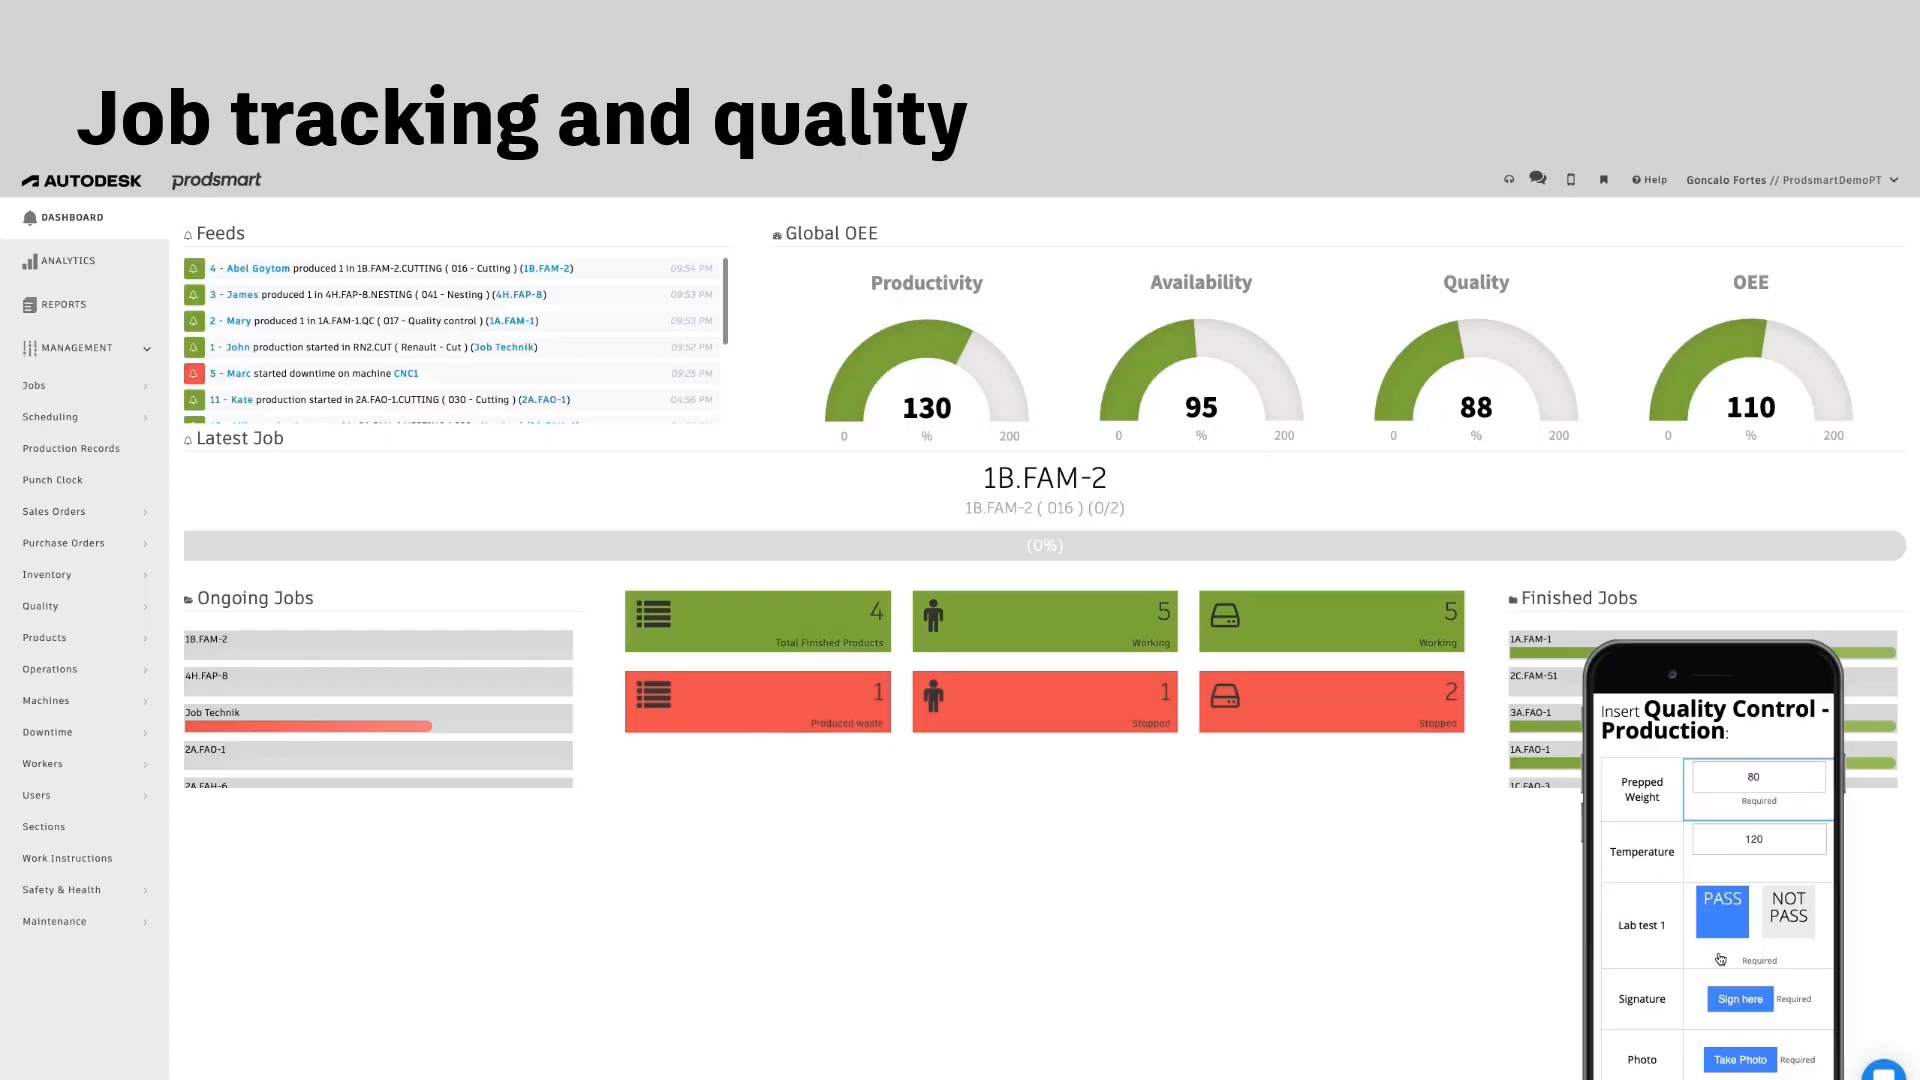 Job tracking and quality
AUTODESK prodsmart
Help Goncalo Fortes // ProdsmartDemoPT
DASHBOARD
ANALYTICS
REPORTS
MANAGEMENT
Jobs
Scheduling
Production Records
Punch Clock
Sales Orders
Purchase Orders
Inventory
Quality
Products
Operations
Machines
Downtime
Workers
Users
Sections
Work Instructions
Safety & Health
Maintenance
Feeds
4 - Abel Goytom produced 1 in 1B.FAM-2.CUTTING ( 016 - Cutting ) (1B.FAM-2) 09:54 PM
3 - James produced 1 in 4H.FAP-8.NESTING ( 041 - Nesting ) (4H.FAP-8) 09:53 PM
2 - Mary produced 1 in 1A.FAM-1.QC ( 017 - Quality control ) (1A.FAM-1) 09:53 PM
1 - John production started in RN2.CUT ( Renault - Cut ) (Job Technik) 09:52 PM
5 - Marc started downtime on machine CNC1 09:25 PM
11 - Kate production started in 2A.FAO-1.CUTTING ( 030 - Cutting ) (2A.FAO-1) 04:56 PM
Global OEE
Productivity
130
0 % 200
Availability
95
0 % 200
Quality
88
0 % 200
OEE
110
0 % 200
Latest Job
1B.FAM-2
1B.FAM-2 ( 016 ) (0/2)
(0%)
Ongoing Jobs
1B.FAM-2
4H.FAP-8
Job Technik
2A.FAO-1
2A.FAH-6
4
Total Finished Products
5
Working
5
Working
1
Produced waste
1
Stopped
2
Stopped
Finished Jobs
1A.FAM-1
2C.FAM-51
3A.FAO-1
1A.FAO-1
1C.FAO-3
Insert Quality Control -
Production:
Prepped
Weight
80
Required
Temperature
120
Lab test 1
PASS
NOT
PASS
Required
Signature
Sign here Required
Photo
Take Photo Required